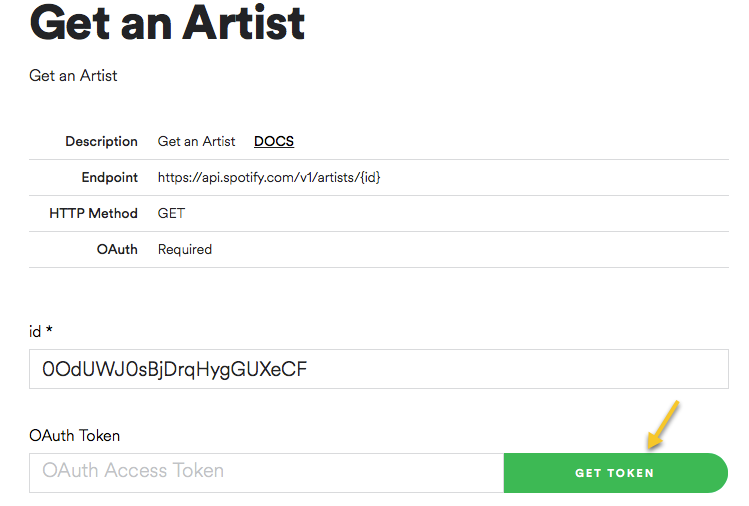 Get an Artist
Get an Artist
Description Get an Artist DOCS
Endpoint https://api.spotify.com/v1/artists/{id}
HTTP Method GET
OAuth Required
id *
0OdUWJ0sBjDrqHygGUXeCF
OAuth Token
OAuth Access Token GET TOKEN